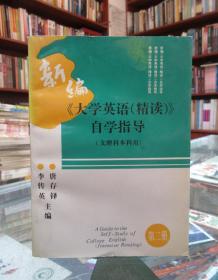 新编
《大学英语(精读)》
自学指导
(文理科本科用)
唐存铎
李传英
主编
A Guide to the
Self-Study of
College English
(Intensive Reading)
第二册